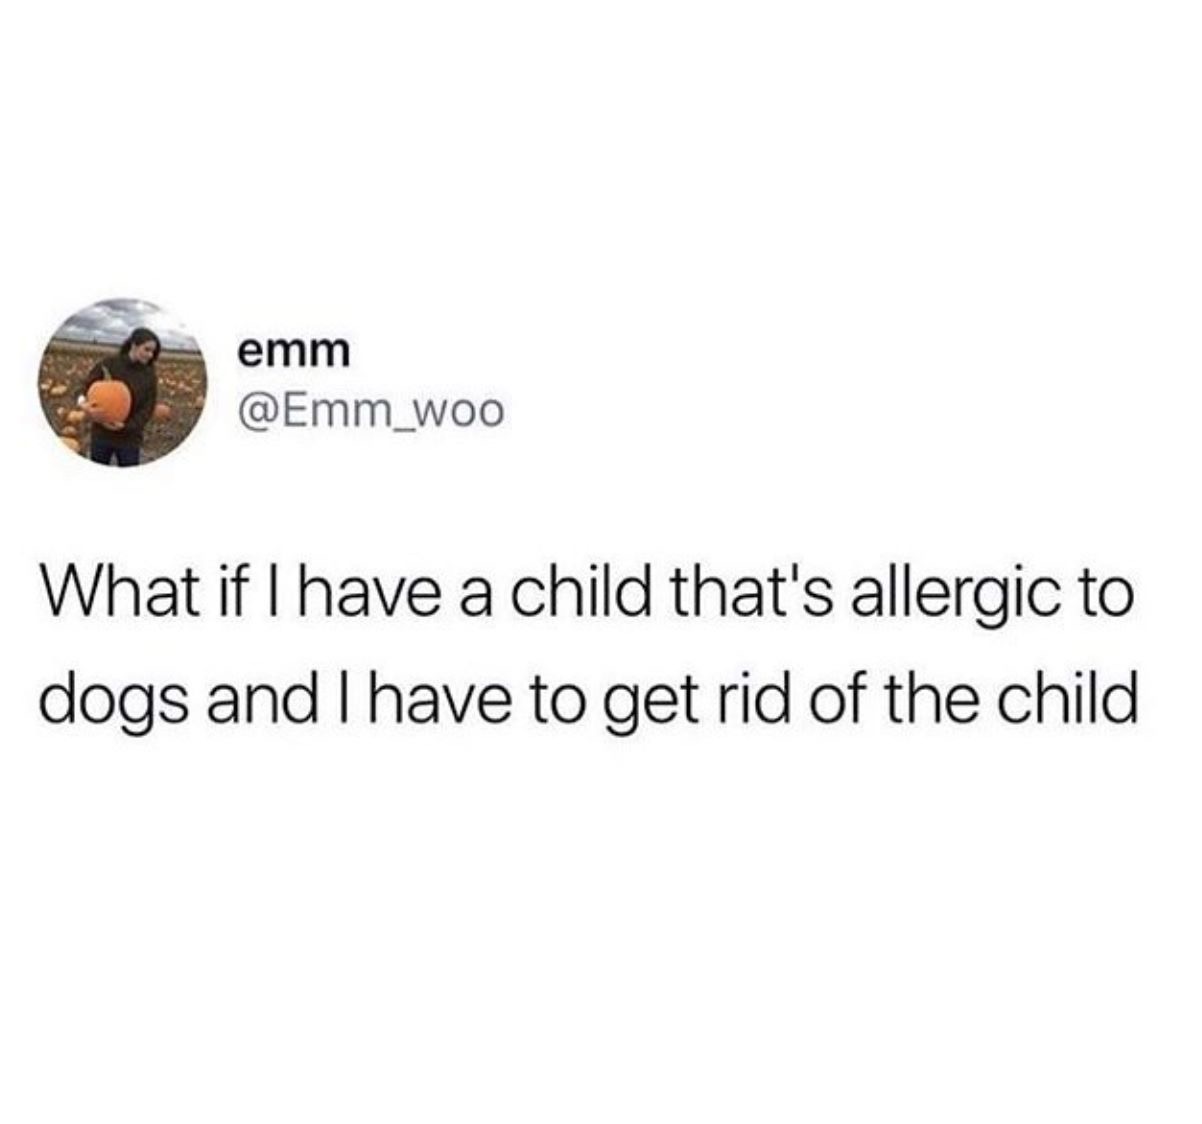 emm
@Emm_woo
What if I have a child that's allergic to
dogs and I have to get rid of the child